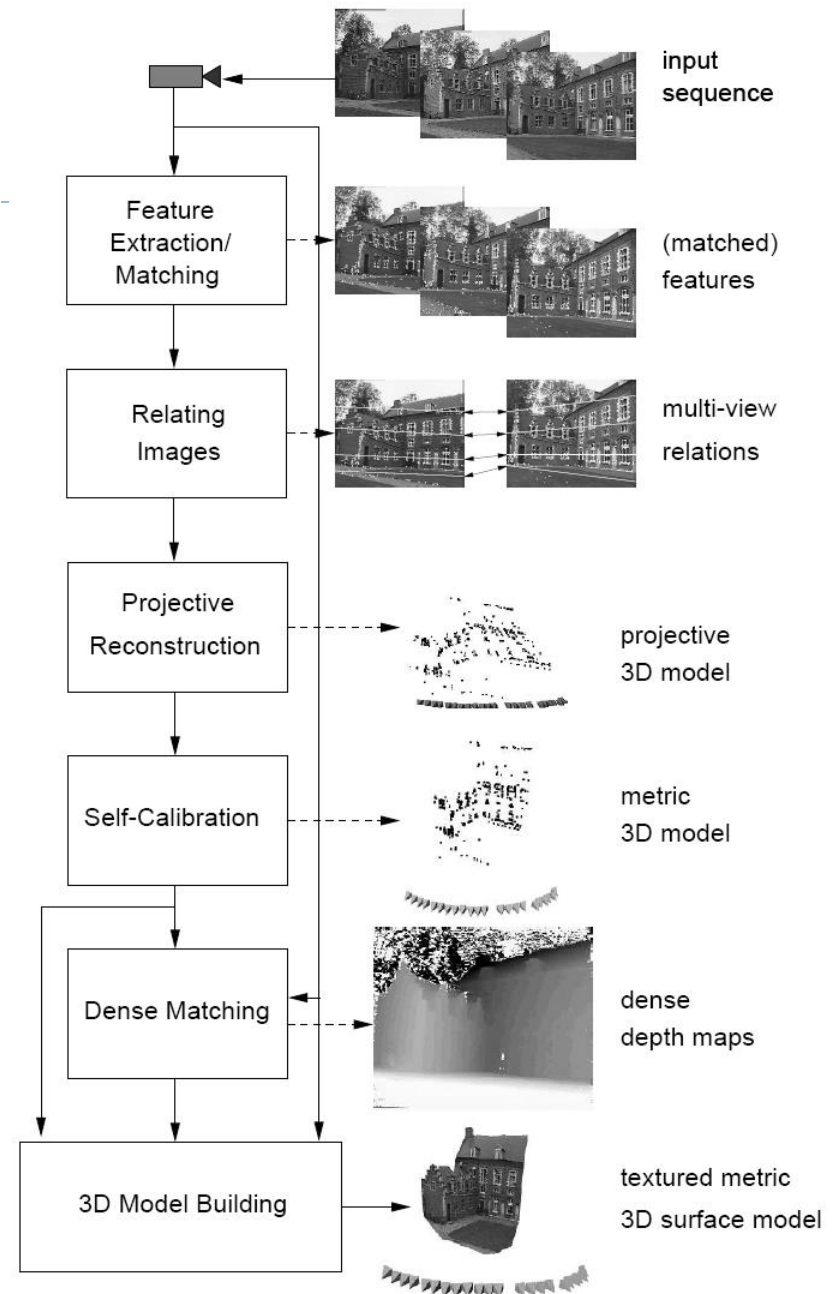 input
sequence
Feature
Extraction/
Matching
(matched)
features
Relating
Images
multi-view
relations
Projective
Reconstruction
projective
3D model
Self-Calibration
metric
3D model
Dense Matching
dense
depth maps
3D Model Building
textured metric
3D surface model